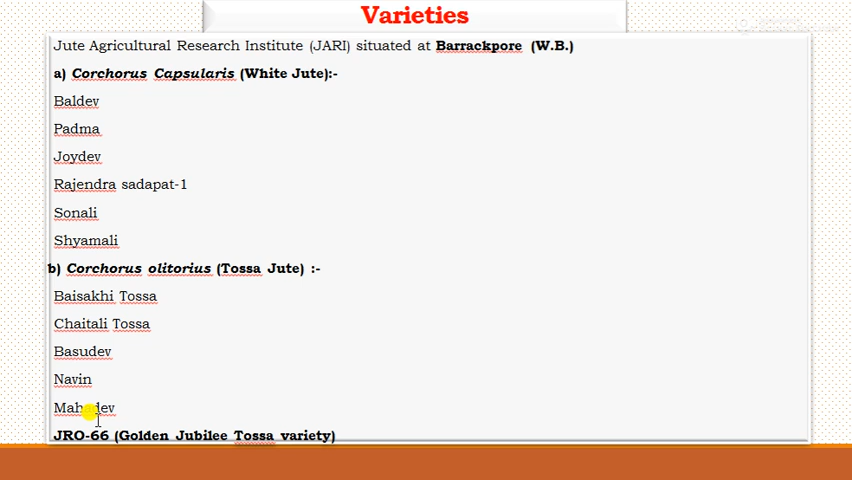 Varieties
Jute Agricultural Research Institute (JARI) situated at Barrackpore (W.B.)
a) Corchorus Capsularis (White Jute):-
Baldev
Padma
Joydev
Rajendra sadapat-1
Sonali
Shyamali
b) Corchorus olitorius (Tossa Jute) :-
Baisakhi Tossa
Chaitali Tossa
Basudev
Navin
Mahadev
JRO-66 (Golden Jubilee Tossa variety)